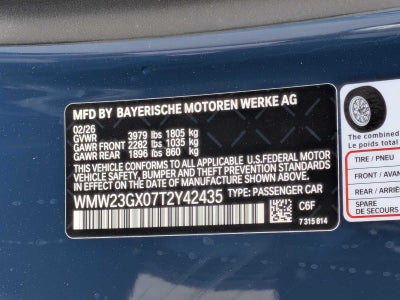 MFD BY BAYERISCHE MOTOREN WERKE AG
02/26
GVWR 3979 lbs 1805 kg
GAWR FRONT 2282 lbs 1035 kg
GAWR REAR 1896 lbs 860 kg
THIS VEHICLE CONFORMS TO ALL APPLICABLE U.S.FEDERAL MOTOR
VEHICLE SAFETY, BUMPER AND THEFT PREVENTION STANDARDS
IN EFFECT ON THE DATE OF MANUFACTURE SHOWN ABOVE.
WMW23GX07T2Y42435 TYPE: PASSENGER CAR
C6F
7 315 814
The combined
Le poids total
TIRE / PNEU
FRONT / AVANT
REAR / ARRIÈRE
SPARE
DE SECOURS